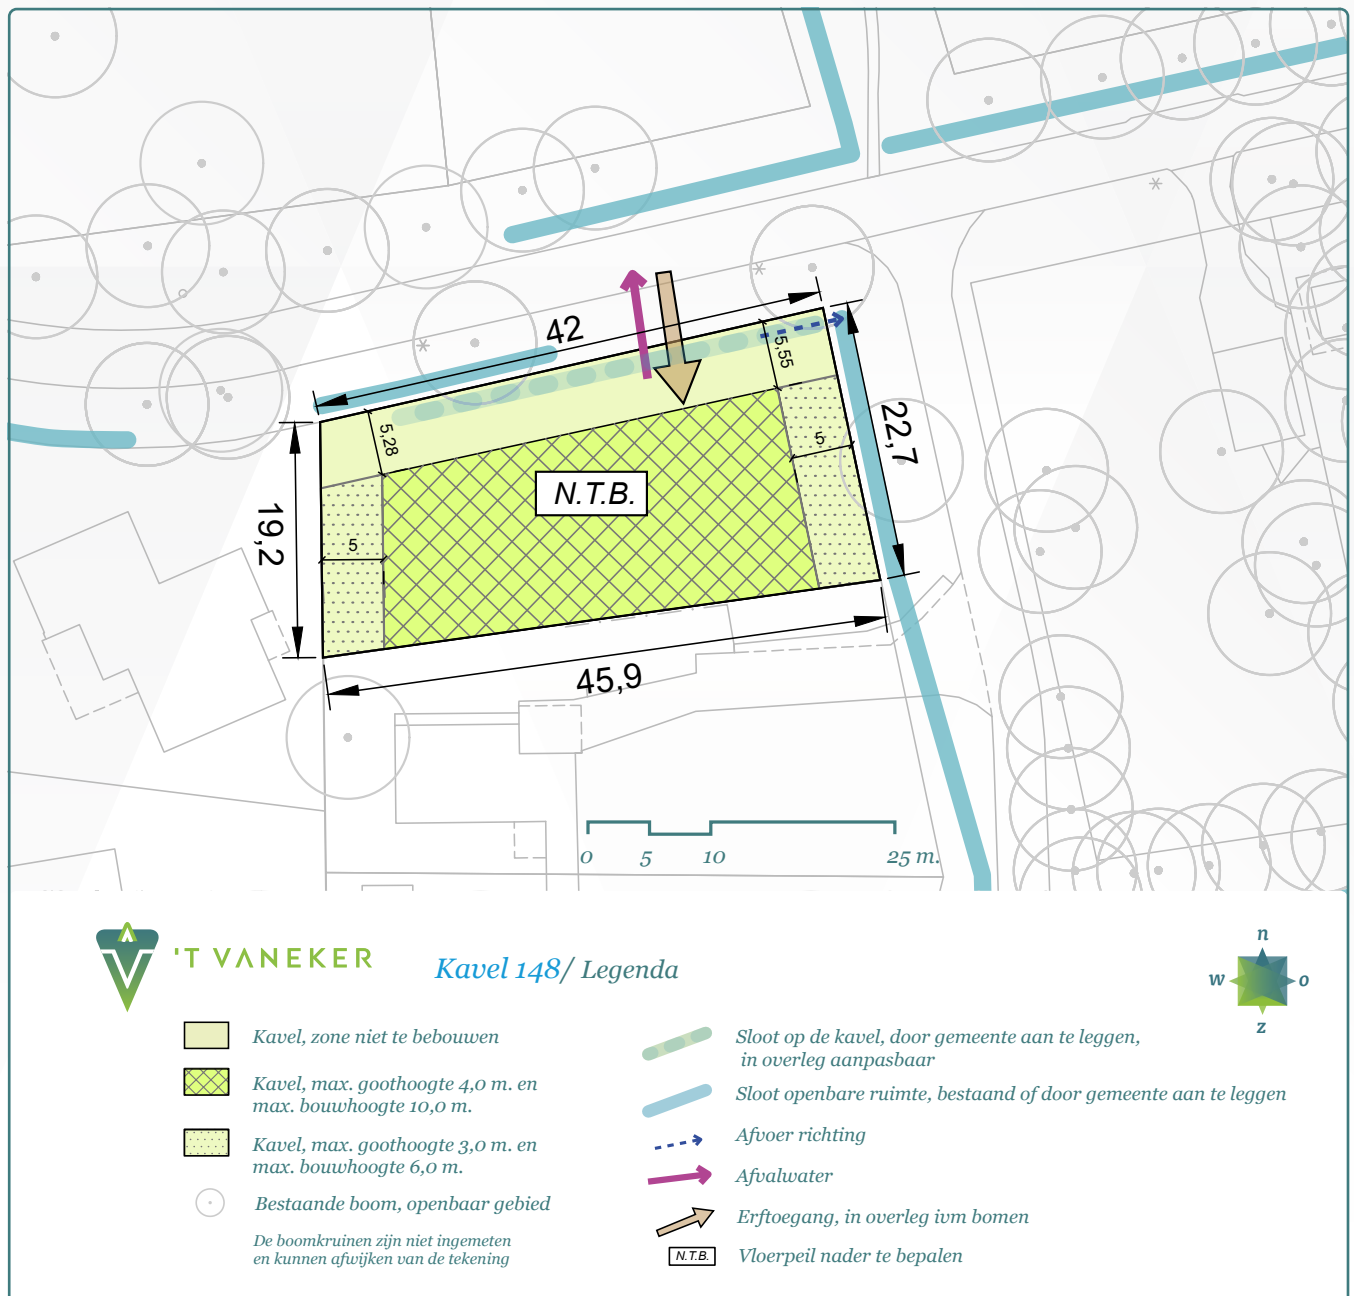 42
5,55
5,28
22,7
5
N.T.B.
19,2
5
45,9
0 5 10 25 m.
'T VANEKER
Kavel 148/ Legenda
n
w o
z
Kavel, zone niet te bebouwen
Kavel, max. goothoogte 4,0 m. en
max. bouwhoogte 10,0 m.
Kavel, max. goothoogte 3,0 m. en
max. bouwhoogte 6,0 m.
Bestaande boom, openbaar gebied
De boomkruinen zijn niet ingemeten
en kunnen afwijken van de tekening
Sloot op de kavel, door gemeente aan te leggen,
in overleg aanpasbaar
Sloot openbare ruimte, bestaand of door gemeente aan te leggen
Afvoer richting
Afvalwater
Erftoegang, in overleg ivm bomen
N.T.B. Vloerpeil nader te bepalen